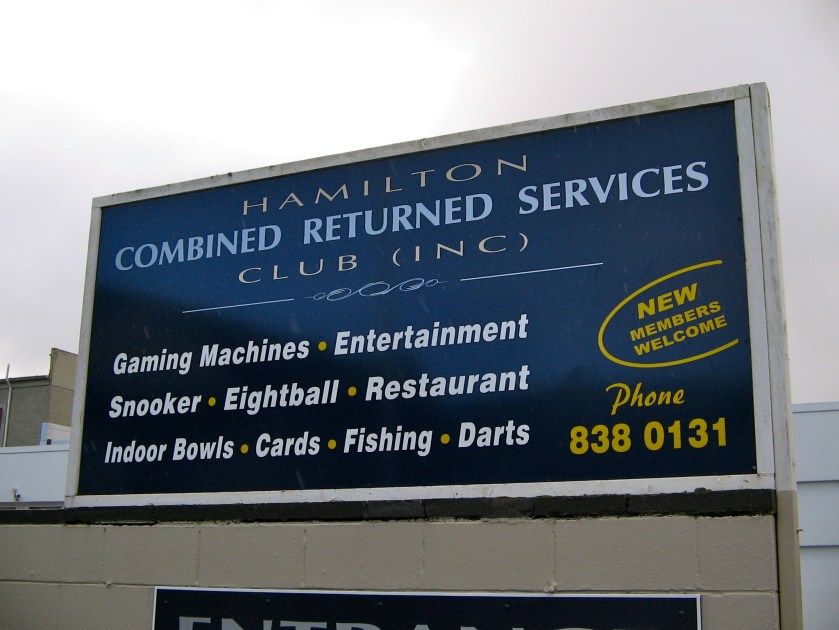 HAMILTON
COMBINED RETURNED SERVICES
CLUB (INC)
Gaming Machines • Entertainment
Snooker • Eightball • Restaurant
Indoor Bowls • Cards • Fishing • Darts
NEW
MEMBERS
WELCOME
Phone
838 0131
ENTRANCE